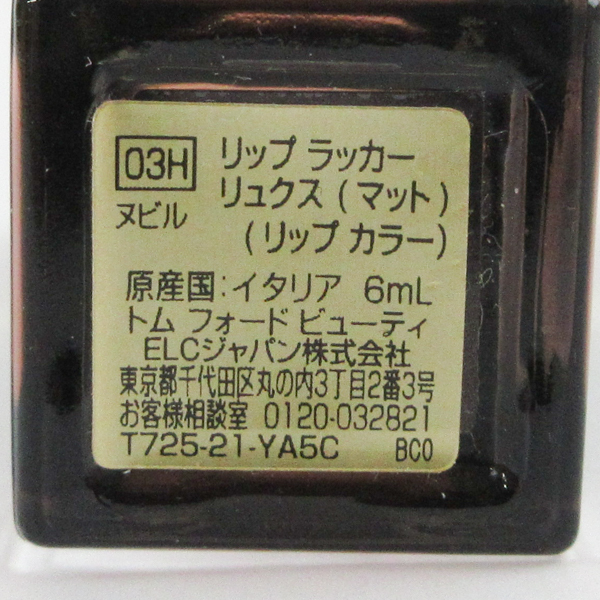 03H リップ ラッカー
ヌビル リュクス (マット)
(リップ カラー)
原産国:イタリア 6mL
トム フォード ビューティ
ELCジャパン株式会社
東京都千代田区丸の内3丁目2番3号
お客様相談室 0120-032821
T725-21-YA5C BC0